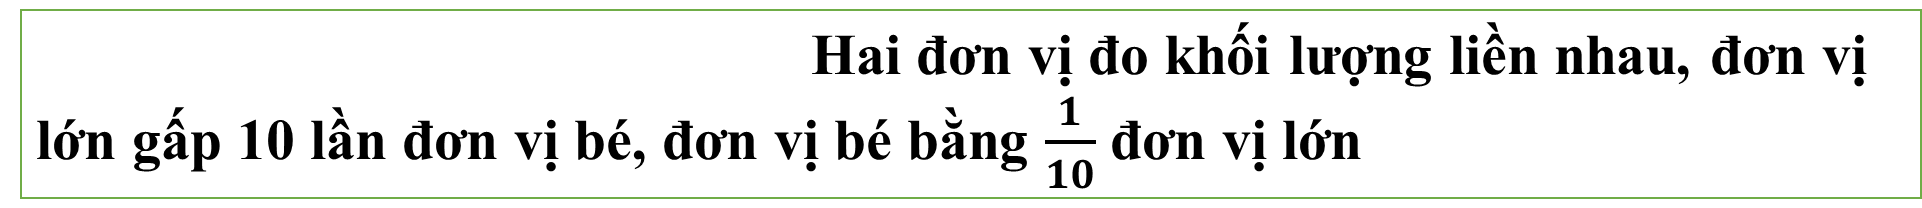 Hai đơn vị đo khối lượng liền nhau, đơn vị
lớn gấp 10 lần đơn vị bé, đơn vị bé bằng 1/10 đơn vị lớn